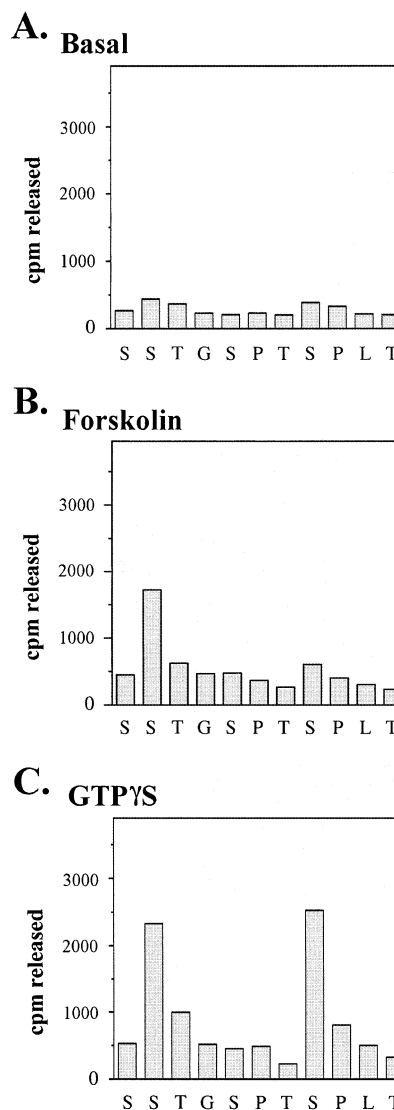 A. Basal
3000
2000
1000
0
cpm released
S S T G S P T S P L T
B. Forskolin
3000
2000
1000
0
cpm released
S S T G S P T S P L T
C. GTPγS
3000
2000
1000
0
cpm released
S S T G S P T S P L T